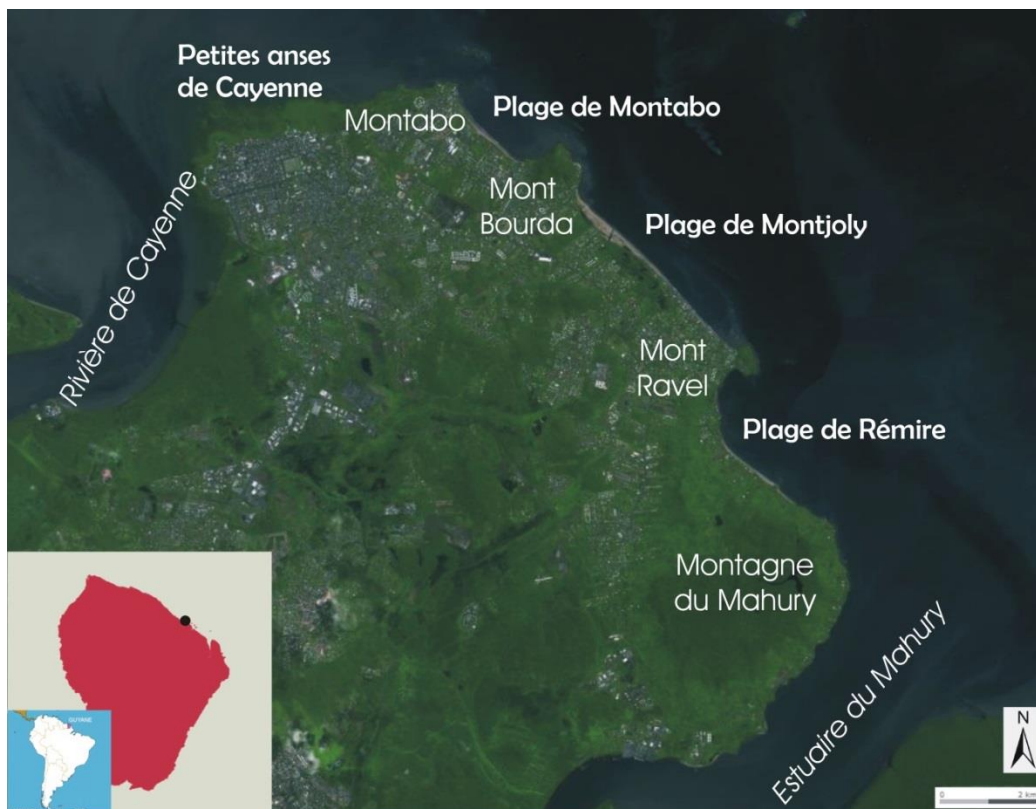 Petites anses
de Cayenne
Montabo
Plage de Montabo
Mont
Bourda
Plage de Montjoly
Rivière de Cayenne
Mont
Ravel
Plage de Rémire
Montagne
du Mahury
Estuaire du Mahury
GUYANE
N
0 2 km